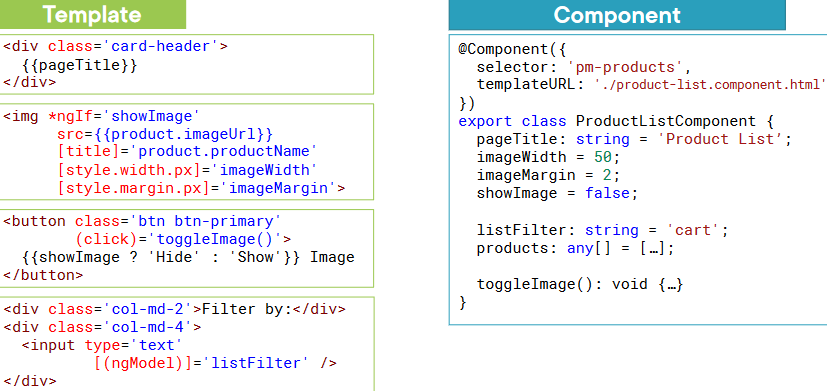 Template
<div class='card-header'>
{{pageTitle}}
</div>
<img *ngIf='showImage'
src={{product.imageUrl}}
[title]='product.productName'
[style.width.px]='imageWidth'
[style.margin.px]='imageMargin'>
<button class='btn btn-primary'
(click)='toggleImage()'>
{{showImage ? 'Hide' : 'Show'}} Image
</button>
<div class='col-md-2'>Filter by:</div>
<div class='col-md-4'>
<input type='text'
[(ngModel)]='listFilter' />
</div>
Component
@Component({
selector: 'pm-products',
templateURL: './product-list.component.html'
})
export class ProductListComponent {
pageTitle: string = 'Product List’;
imageWidth = 50;
imageMargin = 2;
showImage = false;
listFilter: string = 'cart';
products: any[] = […];
toggleImage(): void {…}
}